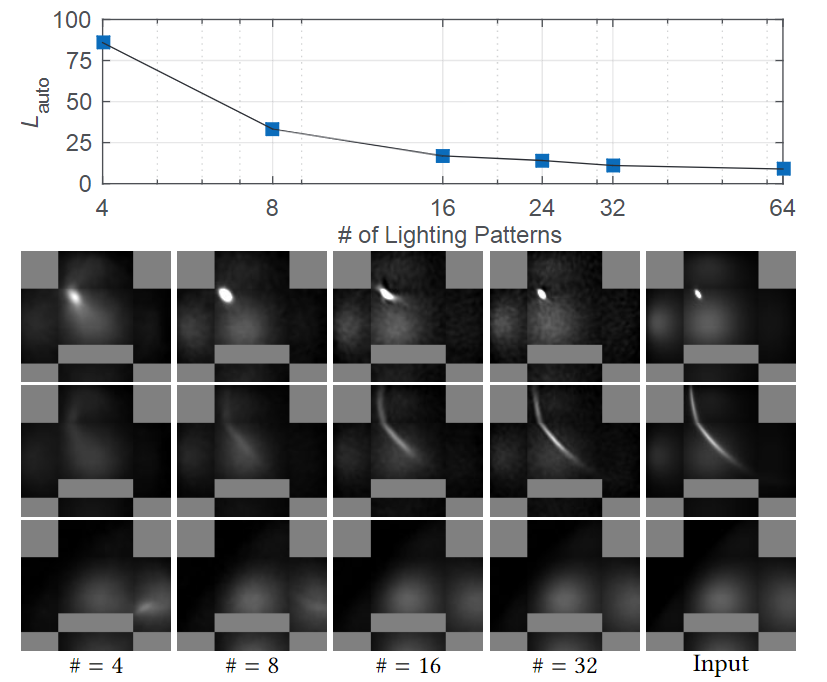 100
75
50
25
0
L_auto
4 8 16 24 32 64
# of Lighting Patterns
# = 4 # = 8 # = 16 # = 32 Input